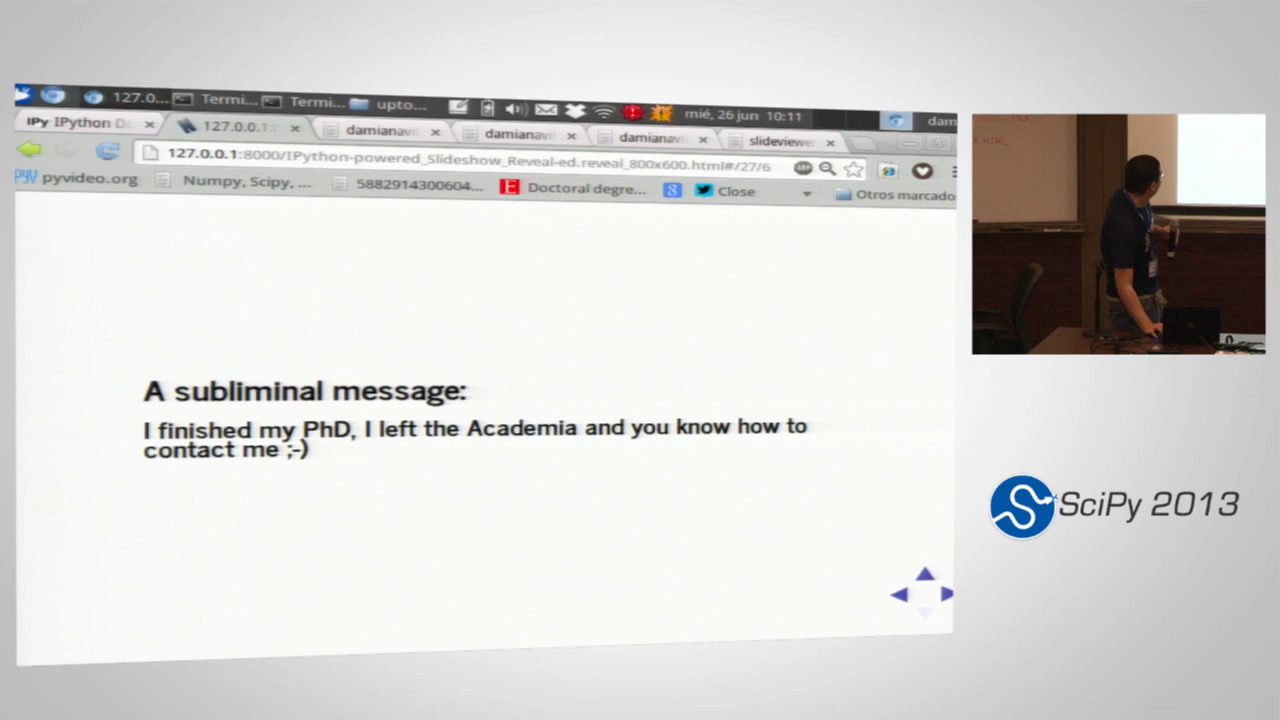 127.0... Termi... Termi... upto... mié, 26 jun 10:11 dam
IPy IPython Da 127.0.0.1: damianavi damianavi damianavi slideviewe
127.0.0.1:8000/IPython-powered_Slideshow_Reveal-ed.reveal_800x600.html#/27/6
pyvideo.org Numpy, Scipy, ... 5882914300604... E Doctoral degre... 8 Close Otros marcado
A subliminal message:
I finished my PhD, I left the Academia and you know how to
contact me ;-)
SciPy 2013